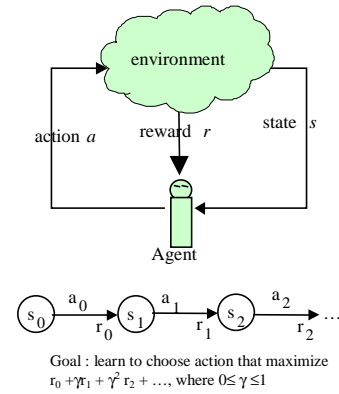 environment
action a
reward r
state s
Agent
a₀ a₁ a₂
s₀ s₁ s₂ ...
r₀ r₁ r₂
Goal : learn to choose action that maximize
r₀ +γr₁ + γ² r₂ + …, where 0≤ γ ≤1